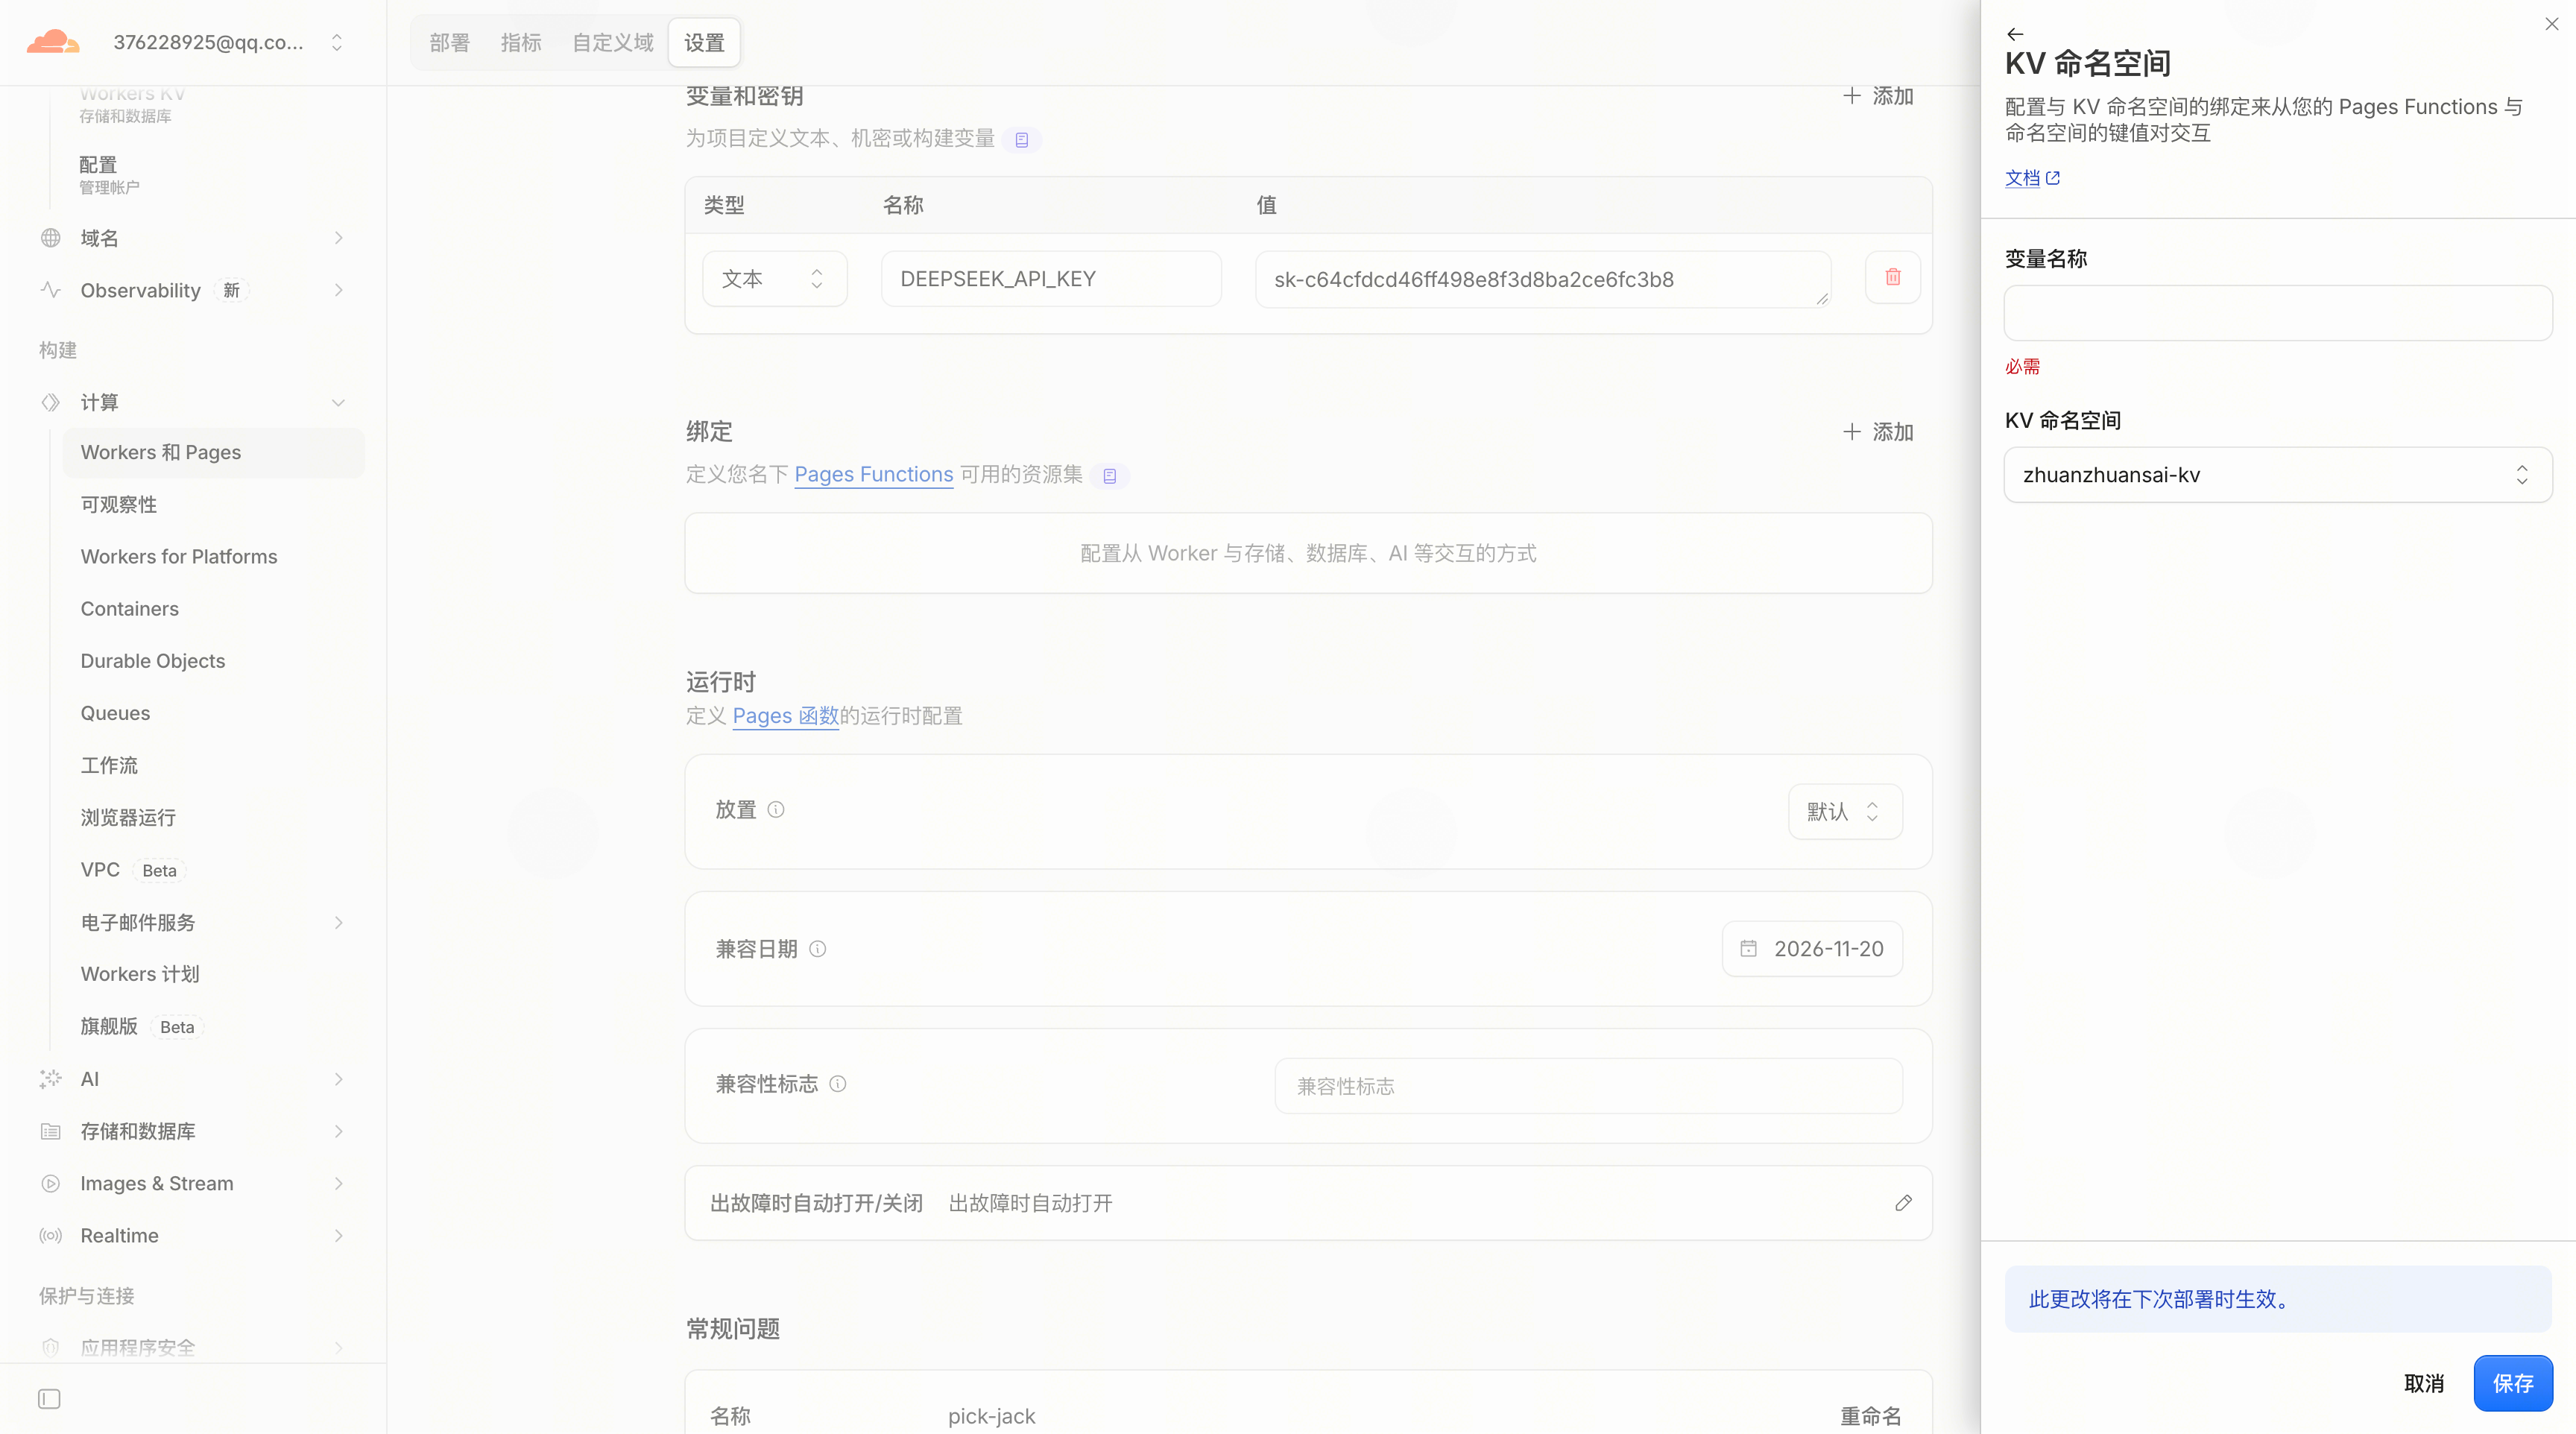 376228925@qq.co...
Workers KV
存储和数据库
配置
管理帐户
域名
Observability 新
构建
计算
Workers 和 Pages
可观察性
Workers for Platforms
Containers
Durable Objects
Queues
工作流
浏览器运行
VPC Beta
电子邮件服务
Workers 计划
旗舰版 Beta
AI
存储和数据库
Images & Stream
Realtime
保护与连接
应用程序安全
部署 指标 自定义域 设置
变量和密钥 添加
为项目定义文本、机密或构建变量
类型 名称 值
文本 DEEPSEEK_API_KEY sk-c64cfdcd46ff498e8f3d8ba2ce6fc3b8
绑定 添加
定义您名下 Pages Functions 可用的资源集
配置从 Worker 与存储、数据库、AI 等交互的方式
运行时
定义 Pages 函数的运行时配置
放置 默认
兼容日期 2026-11-20
兼容性标志 兼容性标志
出故障时自动打开/关闭 出故障时自动打开
常规问题
名称 pick-jack 重命名
KV 命名空间
配置与 KV 命名空间的绑定来从您的 Pages Functions 与
命名空间的键值对交互
文档
变量名称
必需
KV 命名空间
zhuanzhuansai-kv
此更改将在下次部署时生效。
取消 保存